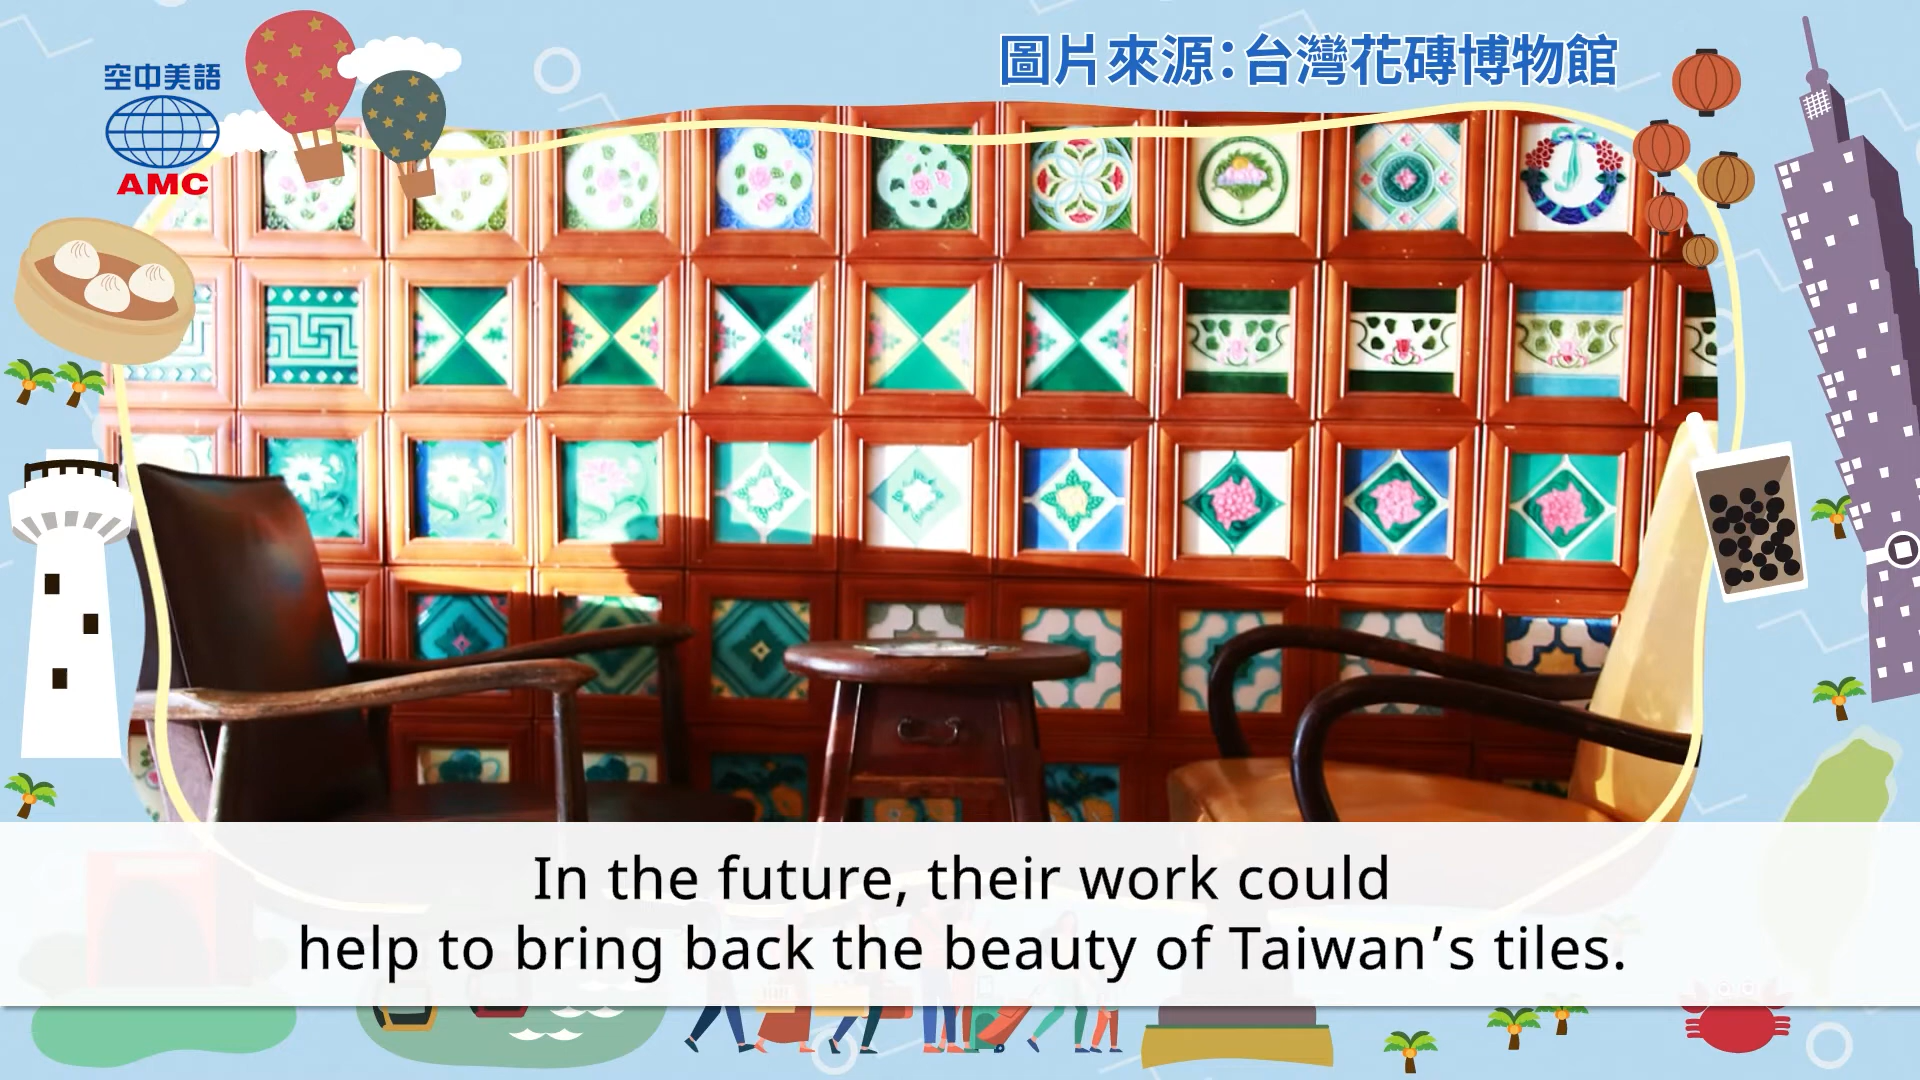 圖片來源：台灣花磚博物館
空中美語
AMC
In the future, their work could
help to bring back the beauty of Taiwan’s tiles.